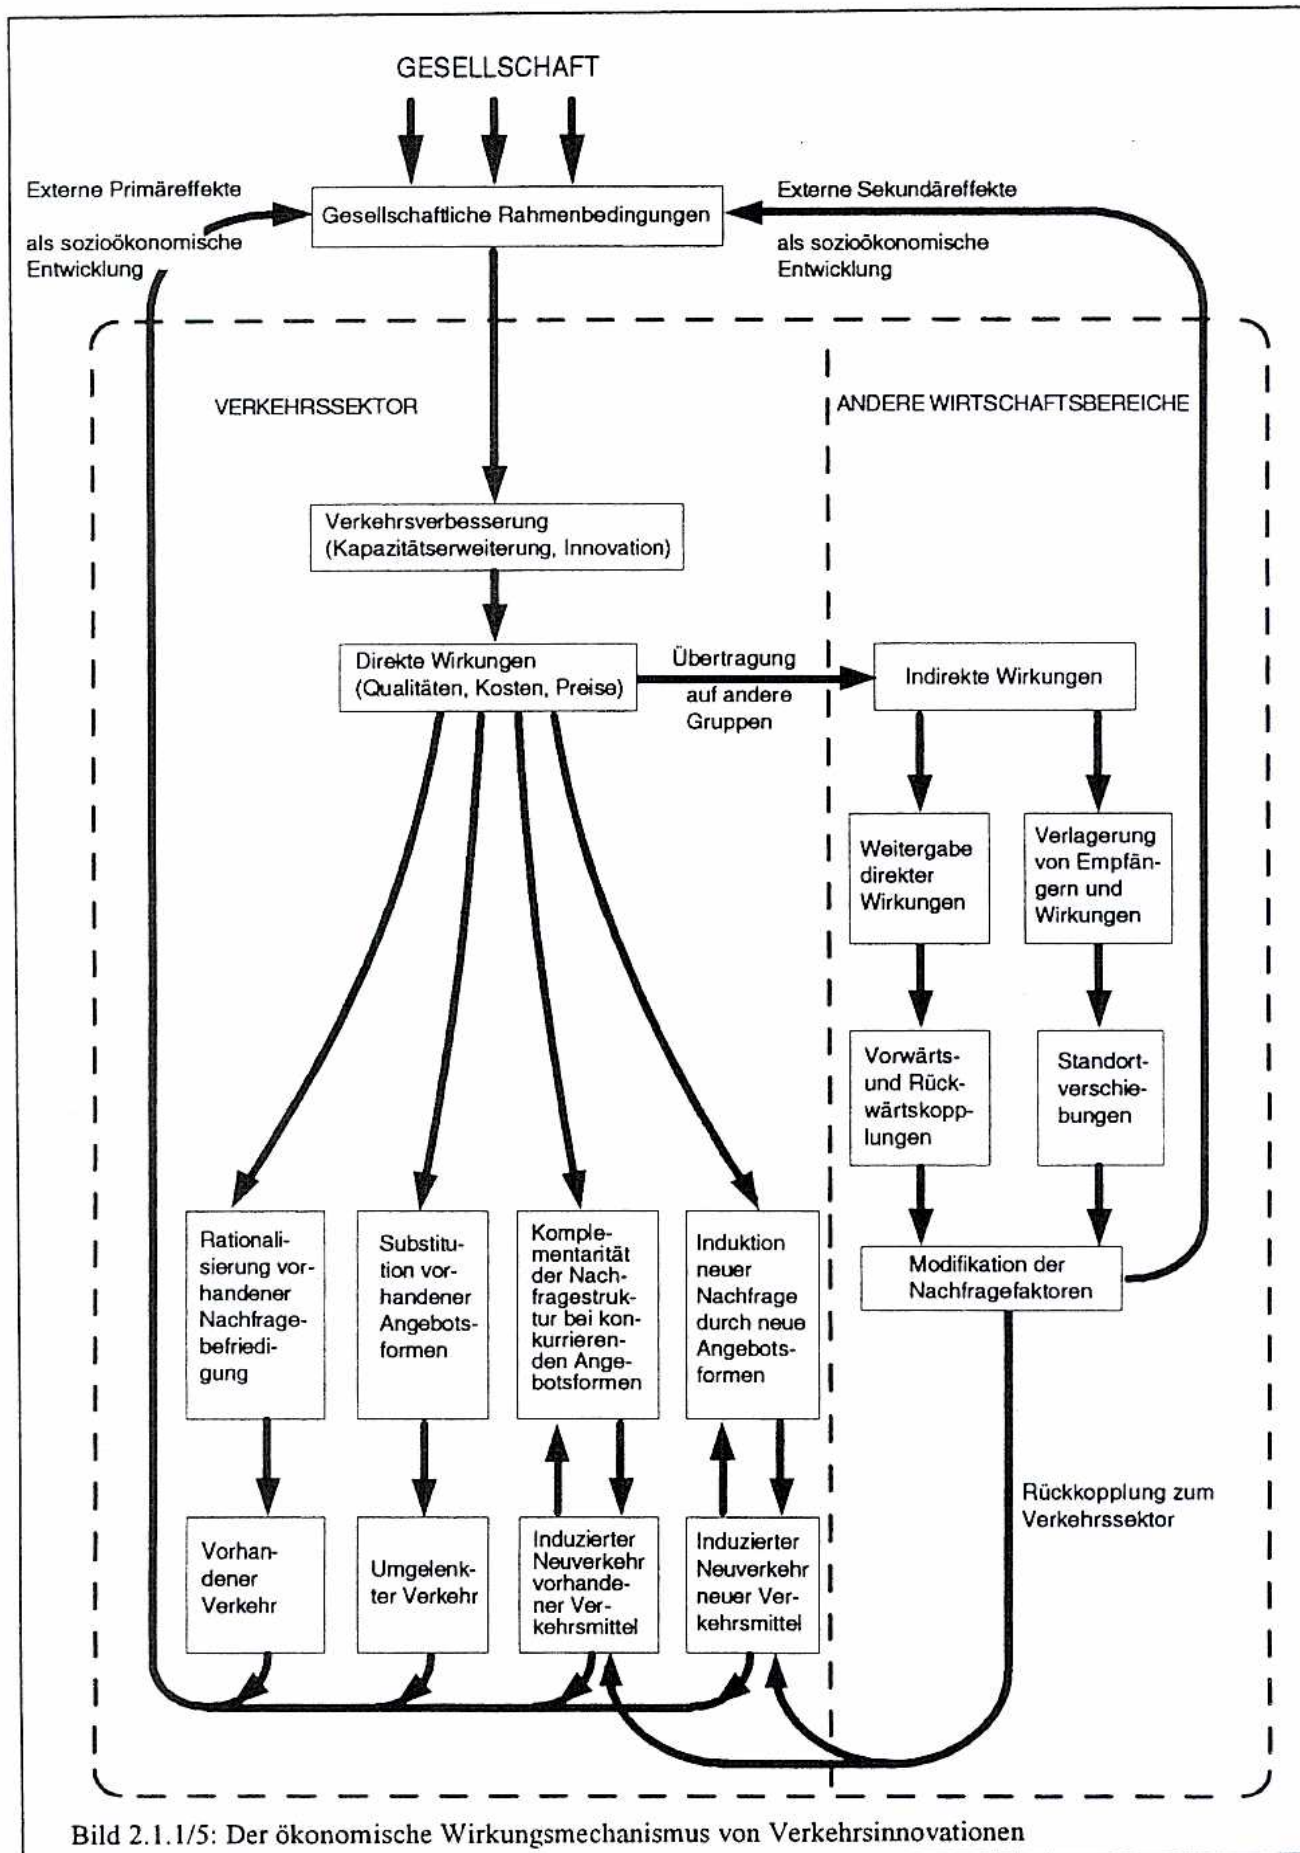 GESELLSCHAFT
Externe Primäreffekte
als sozioökonomische
Entwicklung
Gesellschaftliche Rahmenbedingungen
Externe Sekundäreffekte
als sozioökonomische
Entwicklung
VERKEHRSSEKTOR
ANDERE WIRTSCHAFTSBEREICHE
Verkehrsverbesserung
(Kapazitätserweiterung, Innovation)
Direkte Wirkungen
(Qualitäten, Kosten, Preise)
Übertragung
auf andere
Gruppen
Indirekte Wirkungen
Weitergabe
direkter
Wirkungen
Verlagerung
von Empfän-
gern und
Wirkungen
Vorwärts-
und Rück-
wärtskopp-
lungen
Standort-
verschie-
bungen
Rationali-
sierung vor-
handener
Nachfrage-
befriedi-
gung
Substitu-
tion vor-
handener
Angebots-
formen
Komple-
mentarität
der Nach-
fragestruk-
tur bei kon-
kurrieren-
den Ange-
botsformen
Induktion
neuer
Nachfrage
durch neue
Angebots-
formen
Modifikation der
Nachfragefaktoren
Vorhan-
dener
Verkehr
Umgelenk-
ter Verkehr
Induzierter
Neuverkehr
vorhande-
ner Ver-
kehrsmittel
Induzierter
Neuverkehr
neuer Ver-
kehrsmittel
Rückkopplung zum
Verkehrssektor
Bild 2.1.1/5: Der ökonomische Wirkungsmechanismus von Verkehrsinnovationen